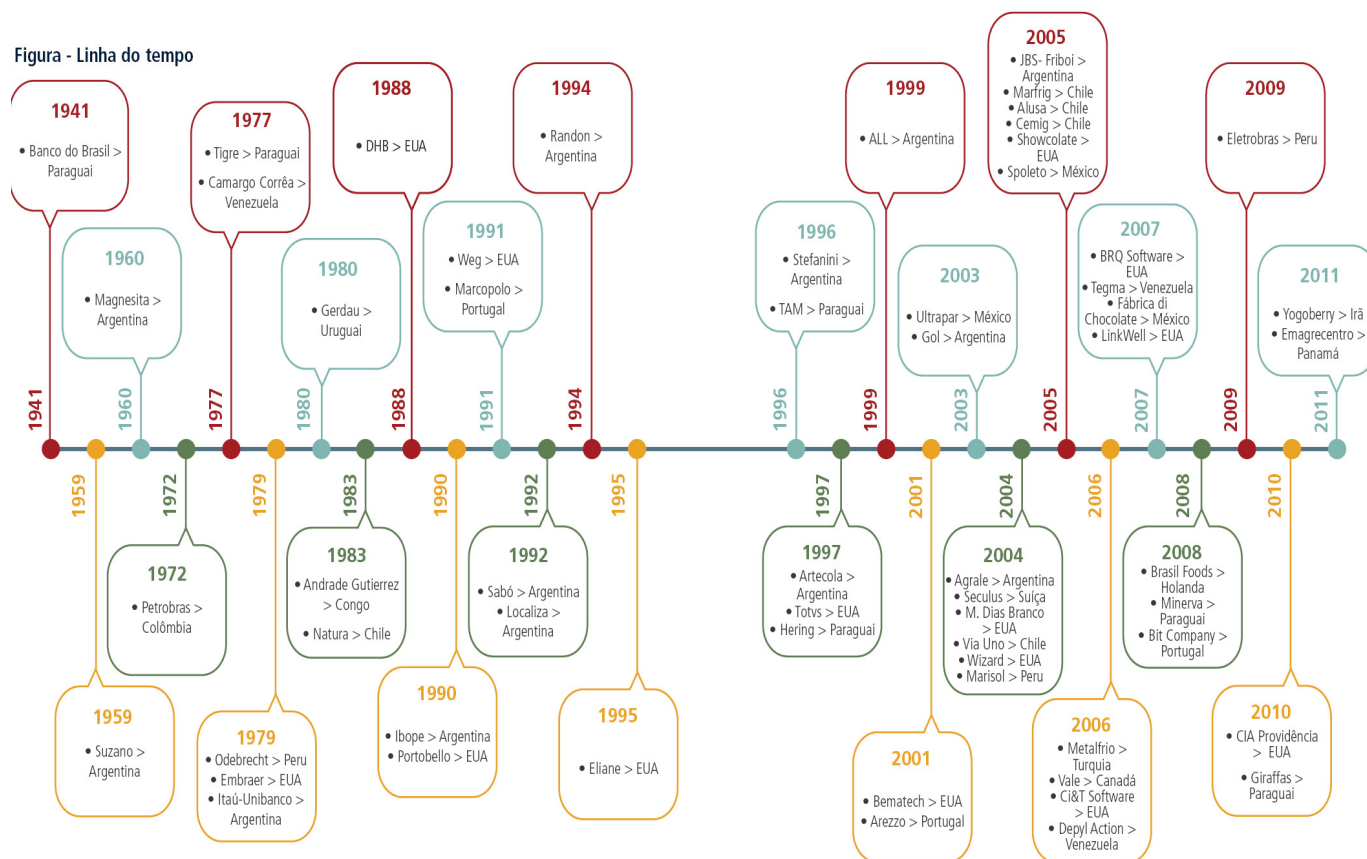 Figura - Linha do tempo
1941
• Banco do Brasil >
Paraguai
1977
• Tigre > Paraguai
• Camargo Corrêa >
Venezuela
1988
• DHB > EUA
1994
• Randon >
Argentina
1999
• ALL > Argentina
2005
• JBS- Friboi >
Argentina
• Marfrig > Chile
• Alusa > Chile
• Cemig > Chile
• Showcolate >
EUA
• Spoleto > México
2009
• Eletrobras > Peru
1960
• Magnesita >
Argentina
1980
• Gerdau >
Uruguai
1991
• Weg > EUA
• Marcopolo >
Portugal
1996
• Stefanini >
Argentina
• TAM > Paraguai
2003
• Ultrapar > México
• Gol > Argentina
2007
• BRQ Software >
EUA
• Tegma > Venezuela
• Fábrica di
Chocolate > México
• LinkWell > EUA
2011
• Yogoberry > Irã
• Emagrecentro >
Panamá
1941
1960
1977
1980
1988
1991
1994
1996
1999
2003
2005
2007
2009
2011
1959
1972
1979
1983
1990
1992
1995
1997
2001
2004
2006
2008
2010
1972
• Petrobras >
Colômbia
1983
• Andrade Gutierrez
> Congo
• Natura > Chile
1992
• Sabó > Argentina
• Localiza >
Argentina
1997
• Artecola >
Argentina
• Totvs > EUA
• Hering > Paraguai
2004
• Agrale > Argentina
• Seculus > Suíça
• M. Dias Branco
> EUA
• Via Uno > Chile
• Wizard > EUA
• Marisol > Peru
2008
• Brasil Foods >
Holanda
• Minerva >
Paraguai
• Bit Company >
Portugal
1959
• Suzano >
Argentina
1979
• Odebrecht > Peru
• Embraer > EUA
• Itaú-Unibanco >
Argentina
1990
• Ibope > Argentina
• Portobello > EUA
1995
• Eliane > EUA
2001
• Bematech > EUA
• Arezzo > Portugal
2006
• Metalfrio >
Turquia
• Vale > Canadá
• Ci&T Software
> EUA
• Depyl Action >
Venezuela
2010
• CIA Providência
> EUA
• Giraffas >
Paraguai